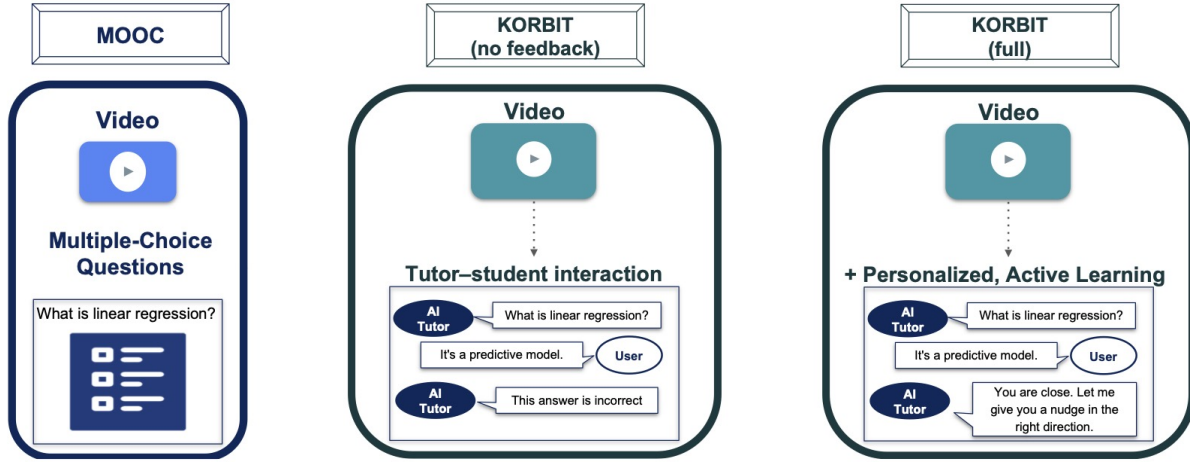 MOOC
Video
Multiple-Choice
Questions
What is linear regression?
KORBIT
(no feedback)
Video
Tutor–student interaction
AI
Tutor
What is linear regression?
It's a predictive model.
User
AI
Tutor
This answer is incorrect
KORBIT
(full)
Video
+ Personalized, Active Learning
AI
Tutor
What is linear regression?
It's a predictive model.
User
AI
Tutor
You are close. Let me
give you a nudge in the
right direction.